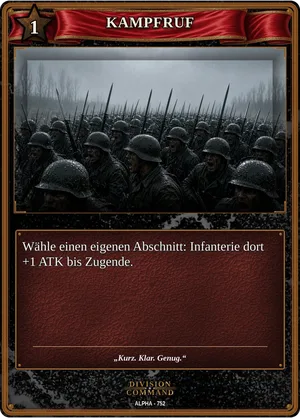 1
KAMPFRUF
Wähle einen eigenen Abschnitt: Infanterie dort
+1 ATK bis Zugende.
„Kurz. Klar. Genug.“
DIVISION
COMMAND
ALPHA - 752